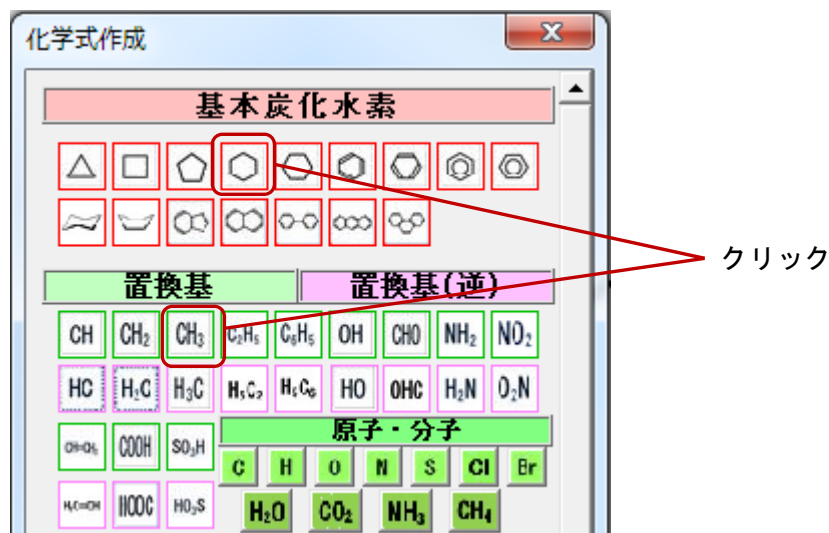 化学式作成
基本炭化水素
クリック
置換基 置換基(逆)
CH CH₂ CH₃ C₂H₅ C₆H₅ OH CHO NH₂ NO₂
HC H₂C H₃C H₅C₂ H₅C₆ HO OHC H₂N O₂N
原子・分子
COOH SO₃H
C H O N S Cl Br
HOOC HO₃S
H₂O CO₂ NH₃ CH₄